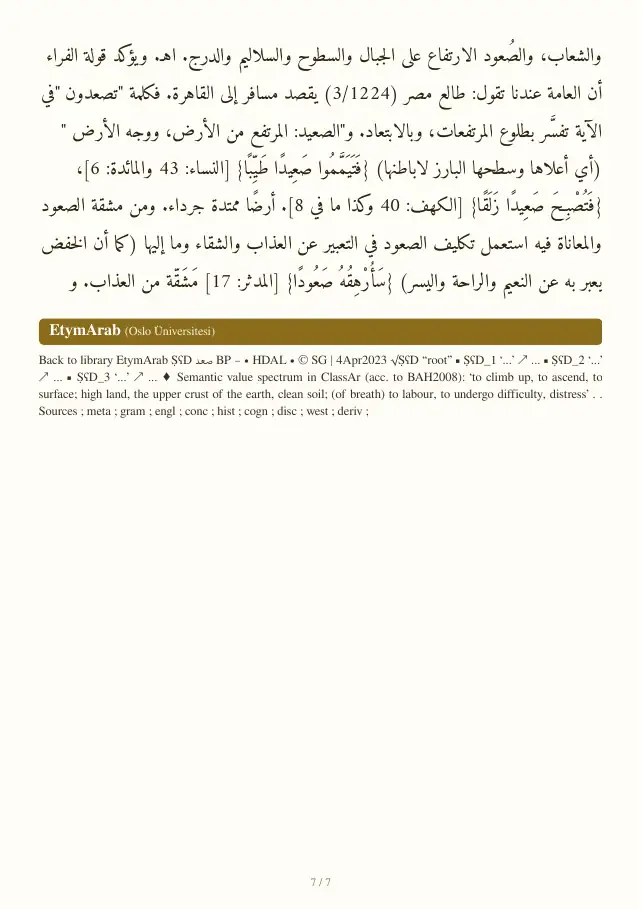 والشعاب، والصُعود الارتفاع على الجبال والسطوح والسلاليم والدرج. اهـ. ويؤكد قولة الفراء
أن العامة عندنا تقول: طالع مصر (3/1224) يقصد مسافر إلى القاهرة. فكلمة "تصعدون "في
الآية تفسَّر بطلوع المرتفعات، وبالابتعاد. و"الصعيد: المرتفع من الأرض، ووجه الأرض "
(أي أعلاها وسطحها البارز لاباطنها) {فَتَيَمَّمُوا صَعِيدًا طَيِّبًا} [النساء: 43 والمائدة: 6]،
{فَتُصْبِحَ صَعِيدًا زَلَقًا} [الكهف: 40 وكذا ما في 8]. أرضًا ممتدة جرداء. ومن مشقة الصعود
والمعاناة فيه استعمل تكليف الصعود في التعبير عن العذاب والشقاء وما إليها (كما أن الخفض
يعبر به عن النعيم والراحة واليسر) {سَأُرْهِقُهُ صَعُودًا} [المدثر: 17] مَشَقّة من العذاب. و
EtymArab (Oslo Üniversitesi)
Back to library EtymArab ṢʕD صعد BP – • HDAL • © SG | 4Apr2023 √ṢʕD “root” ▪ ṢʕD_1 ‘...’ ↗ ... ▪ ṢʕD_2 ‘...’
↗ ... ▪ ṢʕD_3 ‘...’ ↗ ... ♦ Semantic value spectrum in ClassAr (acc. to BAH2008): ‘to climb up, to ascend, to
surface; high land, the upper crust of the earth, clean soil; (of breath) to labour, to undergo difficulty, distress’ . .
Sources ; meta ; gram ; engl ; conc ; hist ; cogn ; disc ; west ; deriv ;
7 / 7